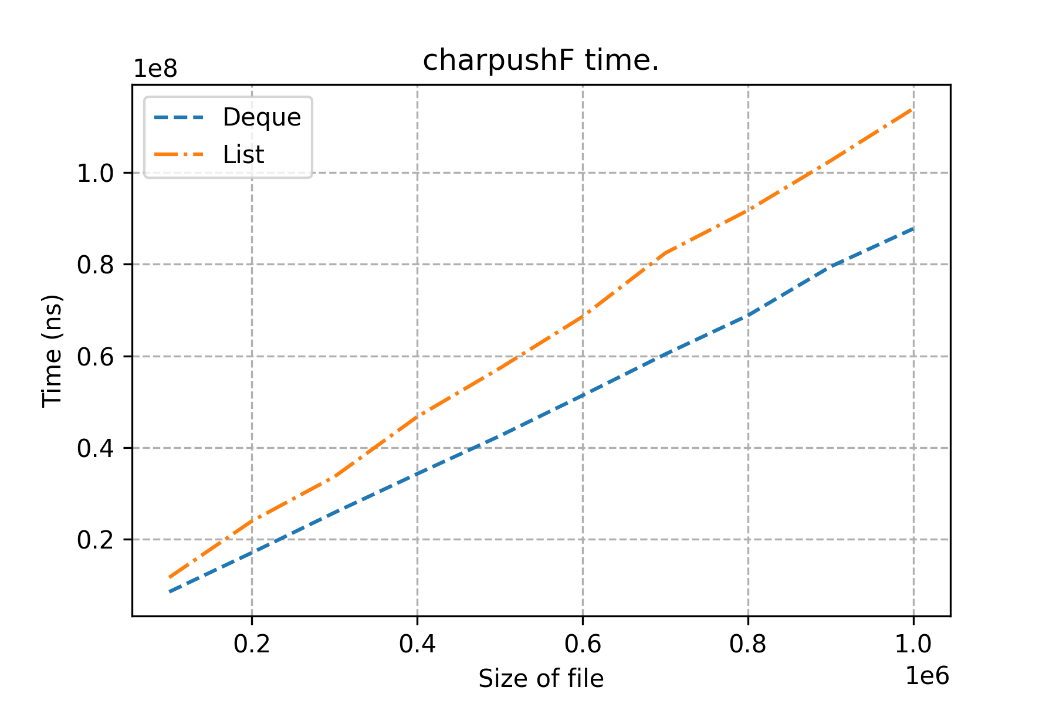 charpushF time.
1e8
Deque
List
1.0
0.8
0.6
0.4
0.2
Time (ns)
0.2 0.4 0.6 0.8 1.0
1e6
Size of file